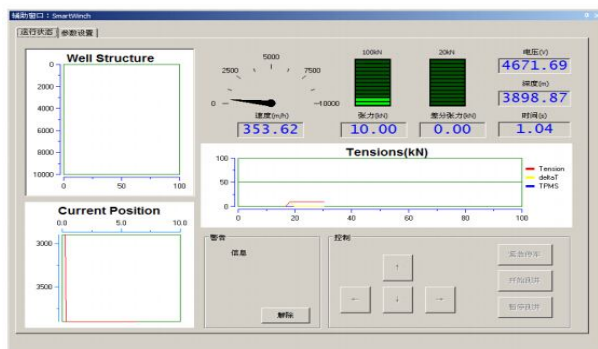 辅助窗口：SmartWinch
运行状态 参数设置
Well Structure
0
2000
4000
6000
8000
10000
0 50 100
0 2500 5000 7500 10000
速度(m/h)
353.62
100kN
张力(kN)
10.00
20kN
差分张力(kN)
0.00
电压(V)
4671.69
深度(m)
3898.87
时间(s)
1.04
Tensions(kN)
100
50
0
0 20 40 60 80 100
Tension
deltaT
TPMS
Current Position
0.0 5.0 10.0
3000
3500
警告
信息
解除
控制
↑
← ↓ →
紧急停车
暂停测井